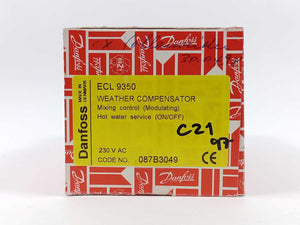 Danfoss
MADE IN DENMARK
ECL 9350
WEATHER COMPENSATOR
Mixing control (Modulating)
Hot water service (ON/OFF)
C21
97
230 V AC
CODE NO. 087B3049
CE
Danfoss